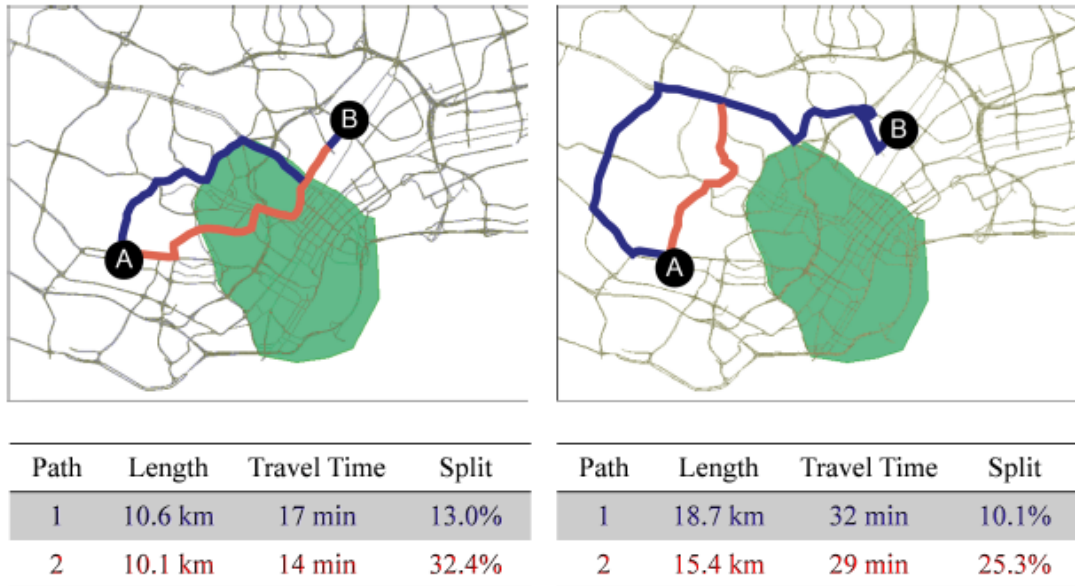 B
A
B
A
Path Length Travel Time Split
1 10.6 km 17 min 13.0%
2 10.1 km 14 min 32.4%
Path Length Travel Time Split
1 18.7 km 32 min 10.1%
2 15.4 km 29 min 25.3%